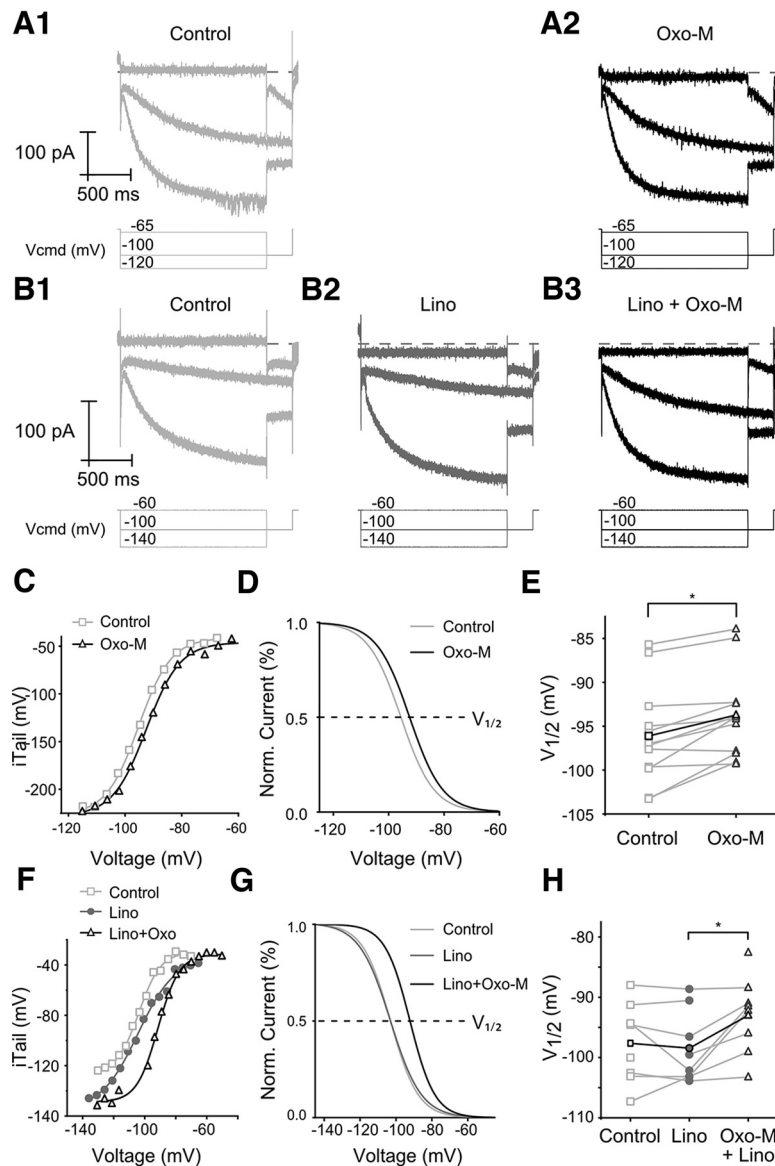 A1
Control
A2
Oxo-M
100 pA
500 ms
-65
Vcmd (mV)
-100
-120
-65
-100
-120
B1
Control
B2
Lino
B3
Lino + Oxo-M
100 pA
500 ms
-60
Vcmd (mV)
-100
-140
-60
-100
-140
-60
-100
-140
C
Control
Oxo-M
-50
-100
-150
-200
iTail (mV)
-120
-100
-80
-60
Voltage (mV)
D
Control
Oxo-M
1.0
0.5
0.0
V1/2
Norm. Current (%)
-120
-100
-80
-60
Voltage (mV)
E
*
-85
-90
-95
-100
-105
V1/2 (mV)
Control
Oxo-M
F
Control
Lino
Lino+Oxo
-40
-80
-120
-140
iTail (mV)
-140
-100
-60
Voltage (mV)
G
Control
Lino
Lino+Oxo-M
1.0
0.5
0.0
V1/2
Norm. Current (%)
-140
-120
-100
-80
-60
Voltage (mV)
H
*
-80
-90
-100
-110
V1/2 (mV)
Control
Lino
Oxo-M
+ Lino